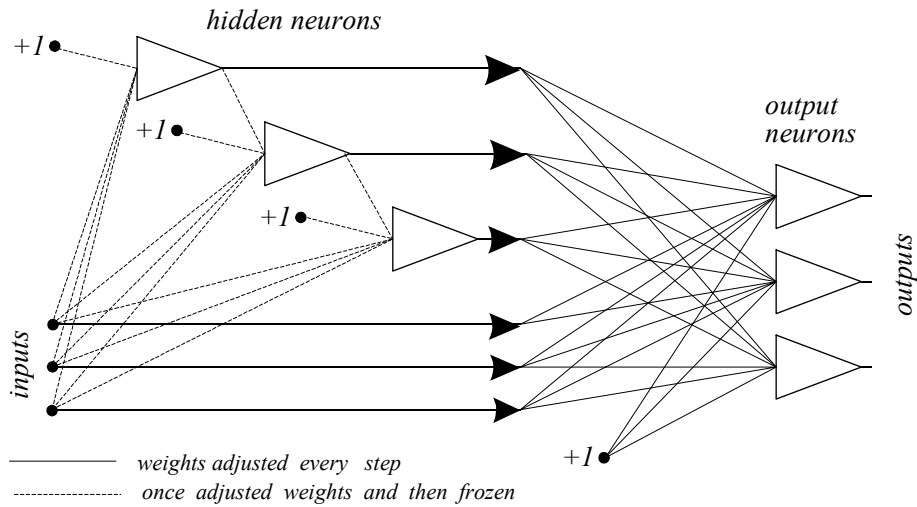 hidden neurons
+1
+1
output
neurons
+1
inputs
outputs
+1
weights adjusted every step
once adjusted weights and then frozen